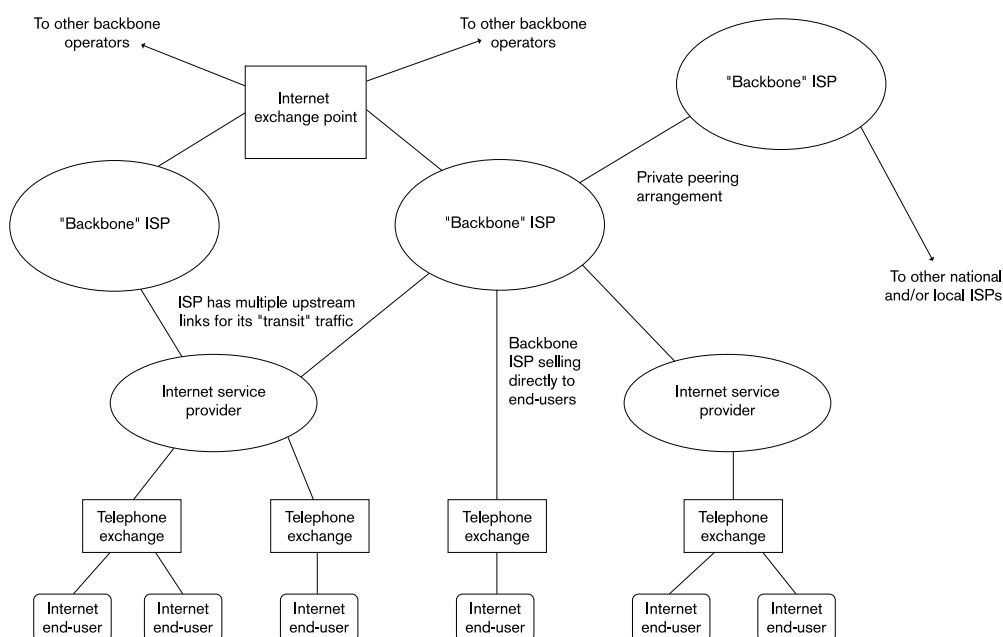 To other backbone
operators
To other backbone
operators
Internet
exchange point
"Backbone" ISP
"Backbone" ISP
"Backbone" ISP
Private peering
arrangement
To other national
and/or local ISPs
ISP has multiple upstream
links for its "transit" traffic
Backbone
ISP selling
directly to
end-users
Internet service
provider
Internet service
provider
Telephone
exchange
Telephone
exchange
Telephone
exchange
Telephone
exchange
Internet
end-user
Internet
end-user
Internet
end-user
Internet
end-user
Internet
end-user
Internet
end-user